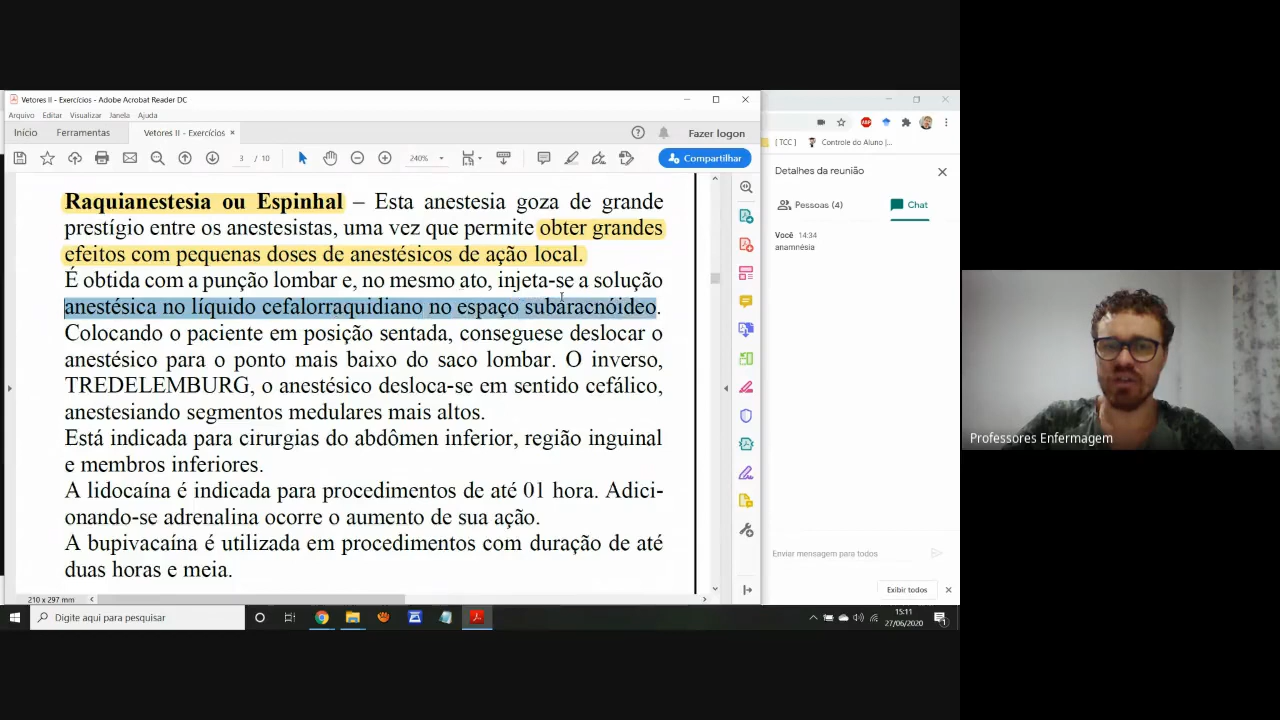 Vetores II - Exercícios - Adobe Acrobat Reader DC
Arquivo Editar Visualizar Janela Ajuda
Início Ferramentas Vetores II - Exercícios × Fazer logon
3 / 10 240% Compartilhar
Raquianestesia ou Espinhal – Esta anestesia goza de grande
prestígio entre os anestesistas, uma vez que permite obter grandes
efeitos com pequenas doses de anestésicos de ação local.
É obtida com a punção lombar e, no mesmo ato, injeta-se a solução
anestésica no líquido cefalorraquidiano no espaço subaracnóideo.
Colocando o paciente em posição sentada, conseguese deslocar o
anestésico para o ponto mais baixo do saco lombar. O inverso,
TREDELEMBURG, o anestésico desloca-se em sentido cefálico,
anestesiando segmentos medulares mais altos.
Está indicada para cirurgias do abdômen inferior, região inguinal
e membros inferiores.
A lidocaína é indicada para procedimentos de até 01 hora. Adici-
onando-se adrenalina ocorre o aumento de sua ação.
A bupivacaína é utilizada em procedimentos com duração de até
duas horas e meia.
210 x 297 mm
ABP
[ TCC ] Controle do Aluno |...
Detalhes da reunião
Pessoas (4) Chat
Você 14:34
anamnésia
Enviar mensagem para todos
Exibir todos
Digite aqui para pesquisar
15:11
27/06/2020
Professores Enfermagem